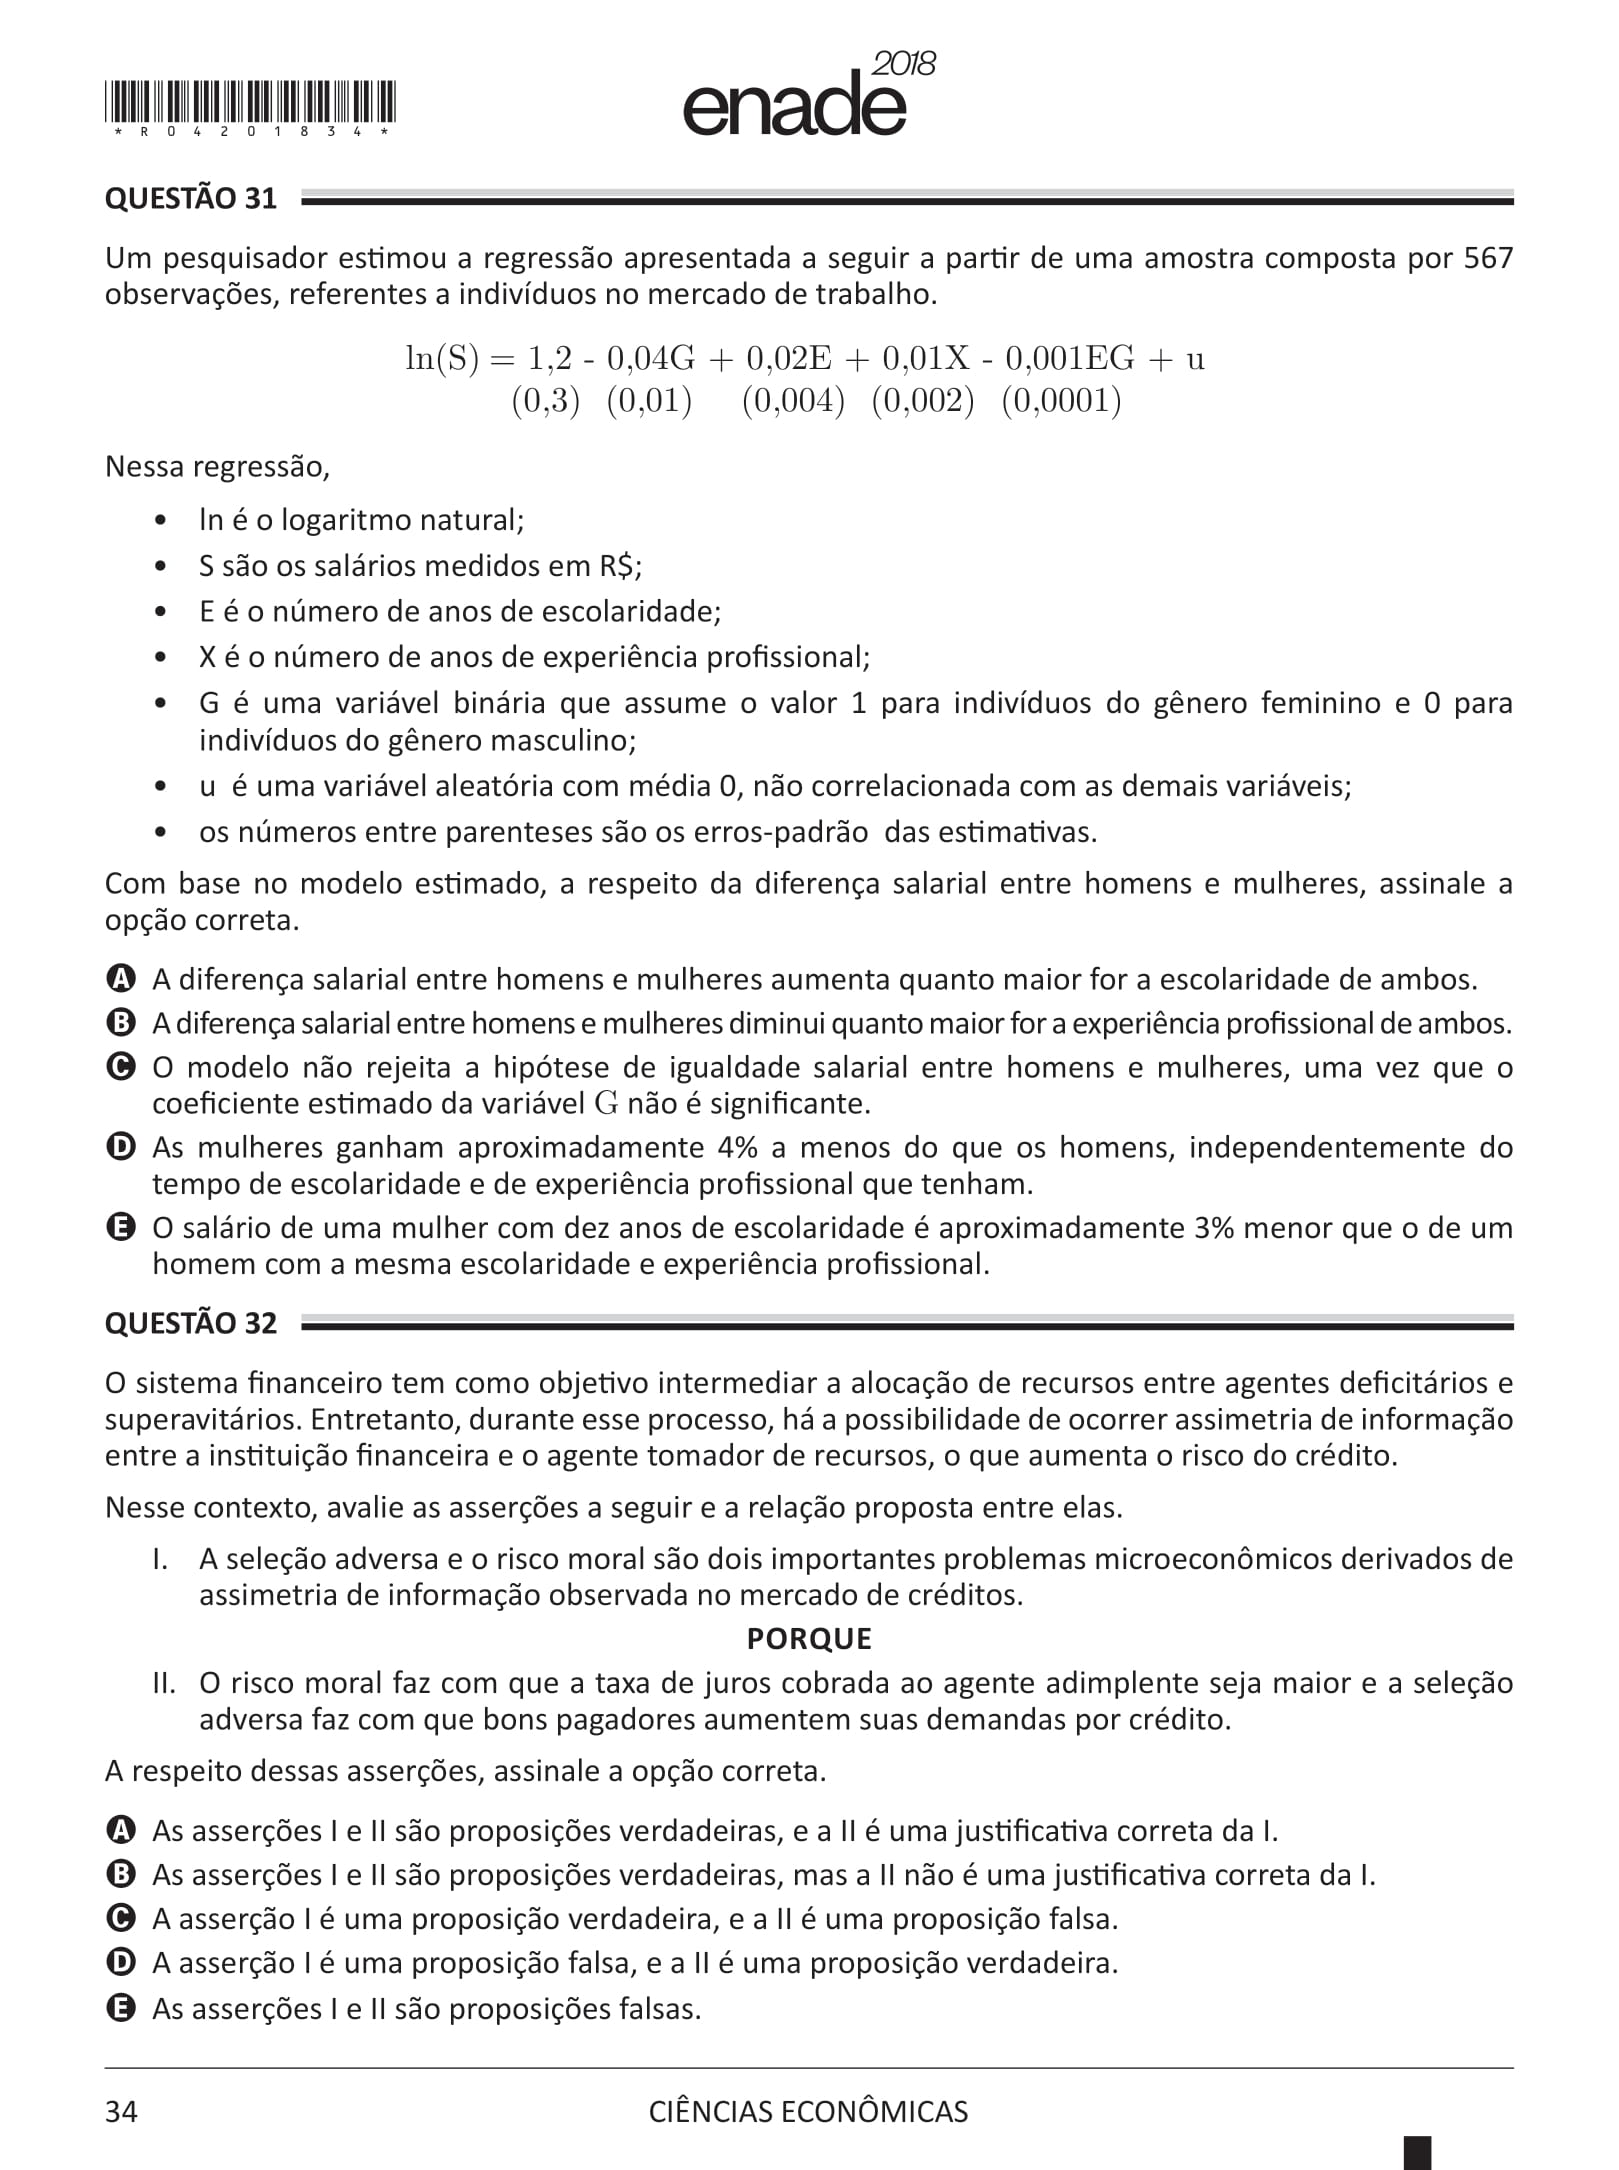 * R 0 4 2 0 1 8 3 4 *
enade 2018
QUESTÃO 31
Um pesquisador estimou a regressão apresentada a seguir a partir de uma amostra composta por 567
observações, referentes a indivíduos no mercado de trabalho.
ln(S) = 1,2 - 0,04G + 0,02E + 0,01X - 0,001EG + u
(0,3) (0,01) (0,004) (0,002) (0,0001)
Nessa regressão,
• ln é o logaritmo natural;
• S são os salários medidos em R$;
• E é o número de anos de escolaridade;
• X é o número de anos de experiência profissional;
• G é uma variável binária que assume o valor 1 para indivíduos do gênero feminino e 0 para
indivíduos do gênero masculino;
• u é uma variável aleatória com média 0, não correlacionada com as demais variáveis;
• os números entre parenteses são os erros-padrão das estimativas.
Com base no modelo estimado, a respeito da diferença salarial entre homens e mulheres, assinale a
opção correta.
A A diferença salarial entre homens e mulheres aumenta quanto maior for a escolaridade de ambos.
B A diferença salarial entre homens e mulheres diminui quanto maior for a experiência profissional de ambos.
C O modelo não rejeita a hipótese de igualdade salarial entre homens e mulheres, uma vez que o
coeficiente estimado da variável G não é significante.
D As mulheres ganham aproximadamente 4% a menos do que os homens, independentemente do
tempo de escolaridade e de experiência profissional que tenham.
E O salário de uma mulher com dez anos de escolaridade é aproximadamente 3% menor que o de um
homem com a mesma escolaridade e experiência profissional.
QUESTÃO 32
O sistema financeiro tem como objetivo intermediar a alocação de recursos entre agentes deficitários e
superavitários. Entretanto, durante esse processo, há a possibilidade de ocorrer assimetria de informação
entre a instituição financeira e o agente tomador de recursos, o que aumenta o risco do crédito.
Nesse contexto, avalie as asserções a seguir e a relação proposta entre elas.
I. A seleção adversa e o risco moral são dois importantes problemas microeconômicos derivados de
assimetria de informação observada no mercado de créditos.
PORQUE
II. O risco moral faz com que a taxa de juros cobrada ao agente adimplente seja maior e a seleção
adversa faz com que bons pagadores aumentem suas demandas por crédito.
A respeito dessas asserções, assinale a opção correta.
A As asserções I e II são proposições verdadeiras, e a II é uma justificativa correta da I.
B As asserções I e II são proposições verdadeiras, mas a II não é uma justificativa correta da I.
C A asserção I é uma proposição verdadeira, e a II é uma proposição falsa.
D A asserção I é uma proposição falsa, e a II é uma proposição verdadeira.
E As asserções I e II são proposições falsas.
34
CIÊNCIAS ECONÔMICAS